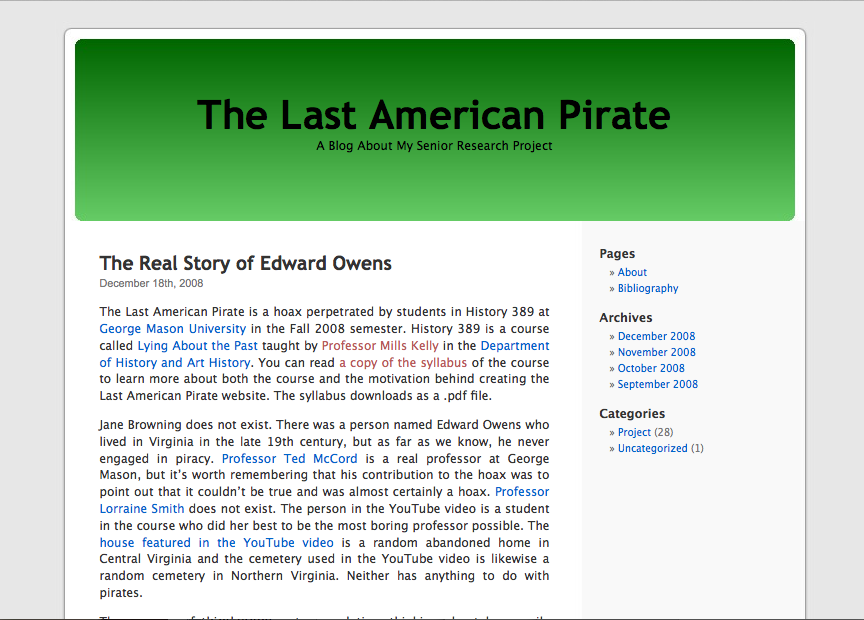 The Last American Pirate
A Blog About My Senior Research Project
The Real Story of Edward Owens
December 18th, 2008
The Last American Pirate is a hoax perpetrated by students in History 389 at
George Mason University in the Fall 2008 semester. History 389 is a course
called Lying About the Past taught by Professor Mills Kelly in the Department
of History and Art History. You can read a copy of the syllabus of the course
to learn more about both the course and the motivation behind creating the
Last American Pirate website. The syllabus downloads as a .pdf file.
Jane Browning does not exist. There was a person named Edward Owens who
lived in Virginia in the late 19th century, but as far as we know, he never
engaged in piracy. Professor Ted McCord is a real professor at George
Mason, but it's worth remembering that his contribution to the hoax was to
point out that it couldn't be true and was almost certainly a hoax. Professor
Lorraine Smith does not exist. The person in the YouTube video is a student
in the course who did her best to be the most boring professor possible. The
house featured in the YouTube video is a random abandoned home in
Central Virginia and the cemetery used in the YouTube video is likewise a
random cemetery in Northern Virginia. Neither has anything to do with
pirates.
Pages
» About
» Bibliography
Archives
» December 2008
» November 2008
» October 2008
» September 2008
Categories
» Project (28)
» Uncategorized (1)